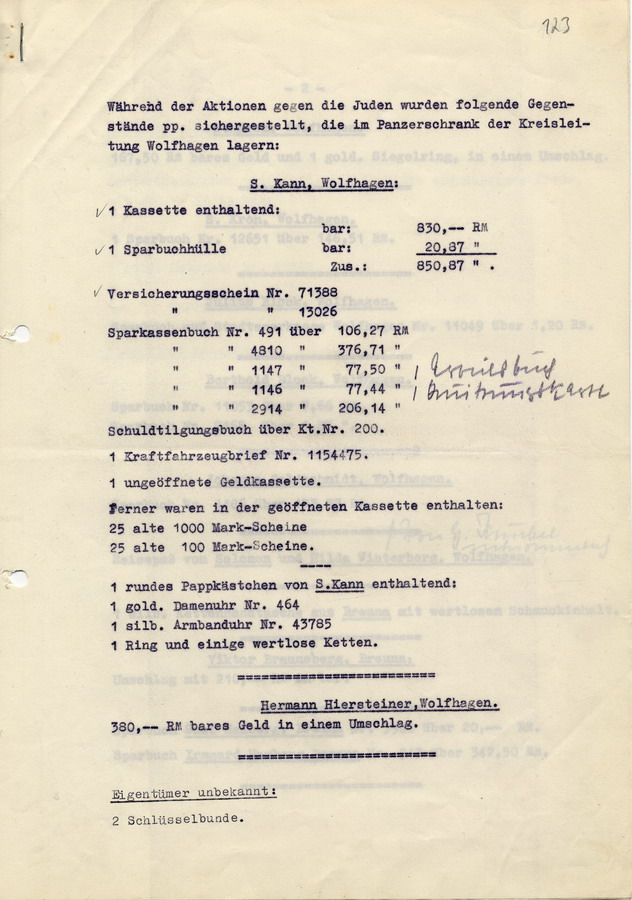 123
Während der Aktionen gegen die Juden wurden folgende Gegen-
stände pp. sichergestellt, die im Panzerschrank der Kreislei-
tung Wolfhagen lagern:
S. Kann, Wolfhagen:
✓ 1 Kassette enthaltend:
bar: 830,-- RM
✓ 1 Sparbuchhülle bar: 20,87 "
Zus.: 850,87 " .
✓ Versicherungsschein Nr. 71388
" " 13026
Sparkassenbuch Nr. 491 über 106,27 RM
" " 4810 " 376,71 "
" " 1147 " 77,50 " 1 Arbeitsbuch
" " 1146 " 77,44 " 1 Quittungskarte
" " 2914 " 206,14 "
Schuldtilgungsbuch über Kt.Nr. 200.
1 Kraftfahrzeugbrief Nr. 1154475.
1 ungeöffnete Geldkassette.
Ferner waren in der geöffneten Kassette enthalten:
25 alte 1000 Mark-Scheine
25 alte 100 Mark-Scheine.
----
1 rundes Pappkästchen von S.Kann enthaltend:
1 gold. Damenuhr Nr. 464
1 silb. Armbanduhr Nr. 43785
1 Ring und einige wertlose Ketten.
=========================
Hermann Hiersteiner,Wolfhagen.
380,-- RM bares Geld in einem Umschlag.
=========================
Eigentümer unbekannt:
2 Schlüsselbunde.